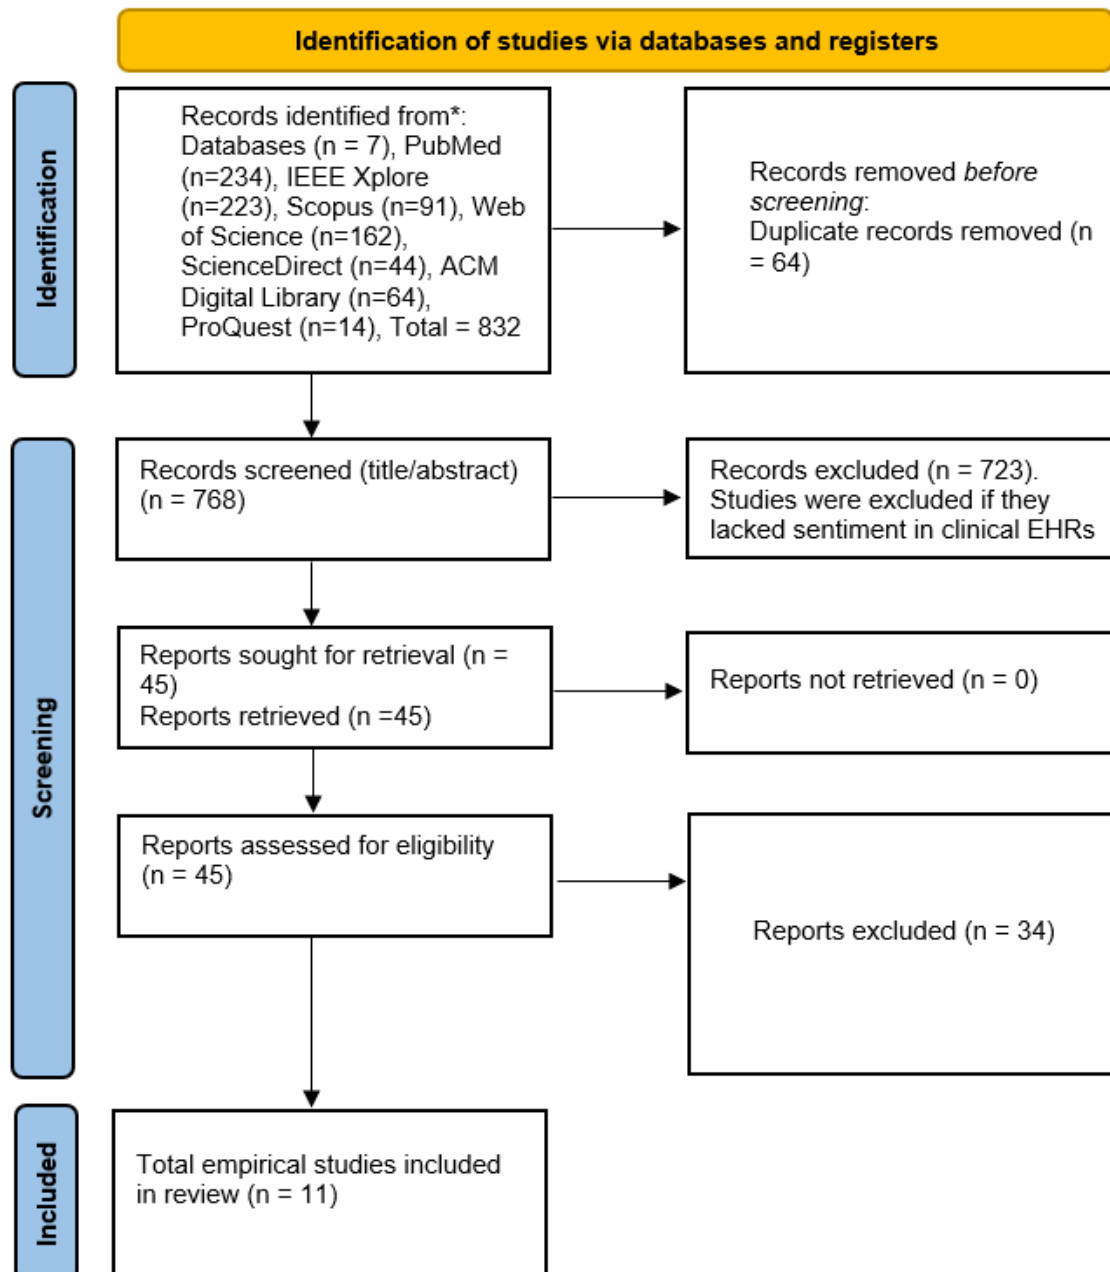 Identification of studies via databases and registers
Identification
Records identified from*:
Databases (n = 7), PubMed
(n=234), IEEE Xplore
(n=223), Scopus (n=91), Web
of Science (n=162),
ScienceDirect (n=44), ACM
Digital Library (n=64),
ProQuest (n=14), Total = 832
Records removed before
screening:
Duplicate records removed (n
= 64)
Screening
Records screened (title/abstract)
(n = 768)
Records excluded (n = 723).
Studies were excluded if they
lacked sentiment in clinical EHRs
Reports sought for retrieval (n =
45)
Reports retrieved (n =45)
Reports not retrieved (n = 0)
Reports assessed for eligibility
(n = 45)
Reports excluded (n = 34)
Included
Total empirical studies included
in review (n = 11)